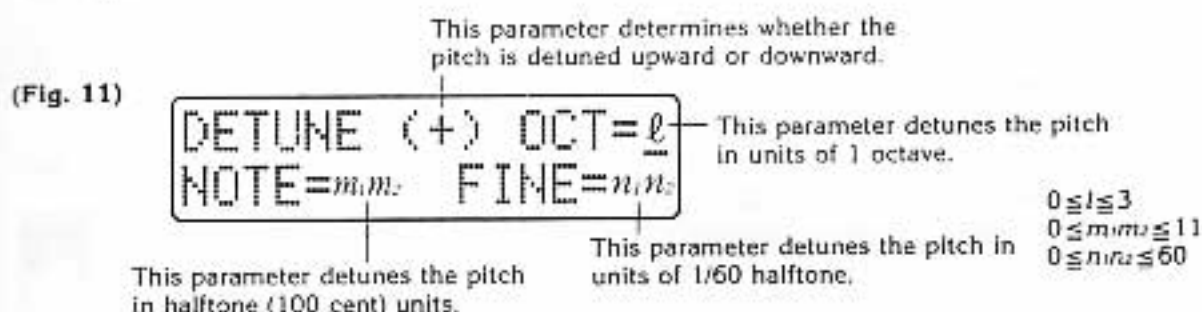 This parameter determines whether the
pitch is detuned upward or downward.
(Fig. 11)
DETUNE (+) OCT=ℓ
This parameter detunes the pitch
in units of 1 octave.
NOTE=m₁m₂ FINE=n₁n₂
0≦l≦3
0≦m₁m₂≦11
0≦n₁n₂≦60
This parameter detunes the pitch in
units of 1/60 halftone.
This parameter detunes the pitch
in halftone (100 cent) units.